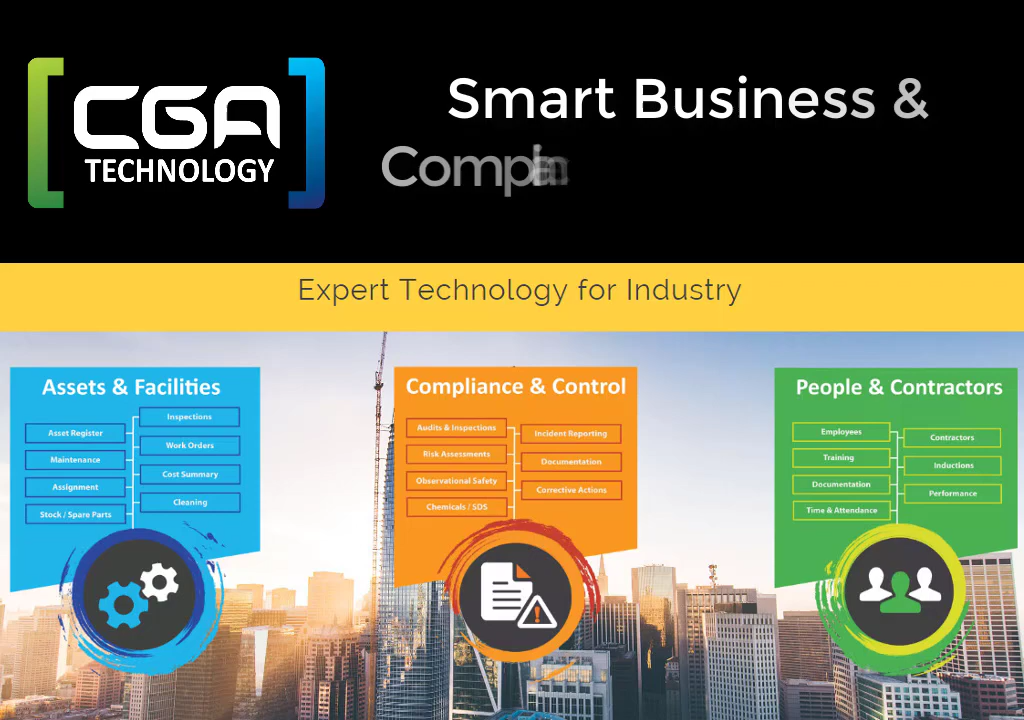 CGA
TECHNOLOGY
Smart Business &
Expert Technology for Industry
Assets & Facilities
Inspections
Asset Register
Work Orders
Maintenance
Cost Summary
Assignment
Cleaning
Stock / Spare Parts
Compliance & Control
Audits & Inspections
Incident Reporting
Risk Assessments
Documentation
Observational Safety
Corrective Actions
Chemicals / SDS
People & Contractors
Employees
Contractors
Training
Inductions
Documentation
Performance
Time & Attendance